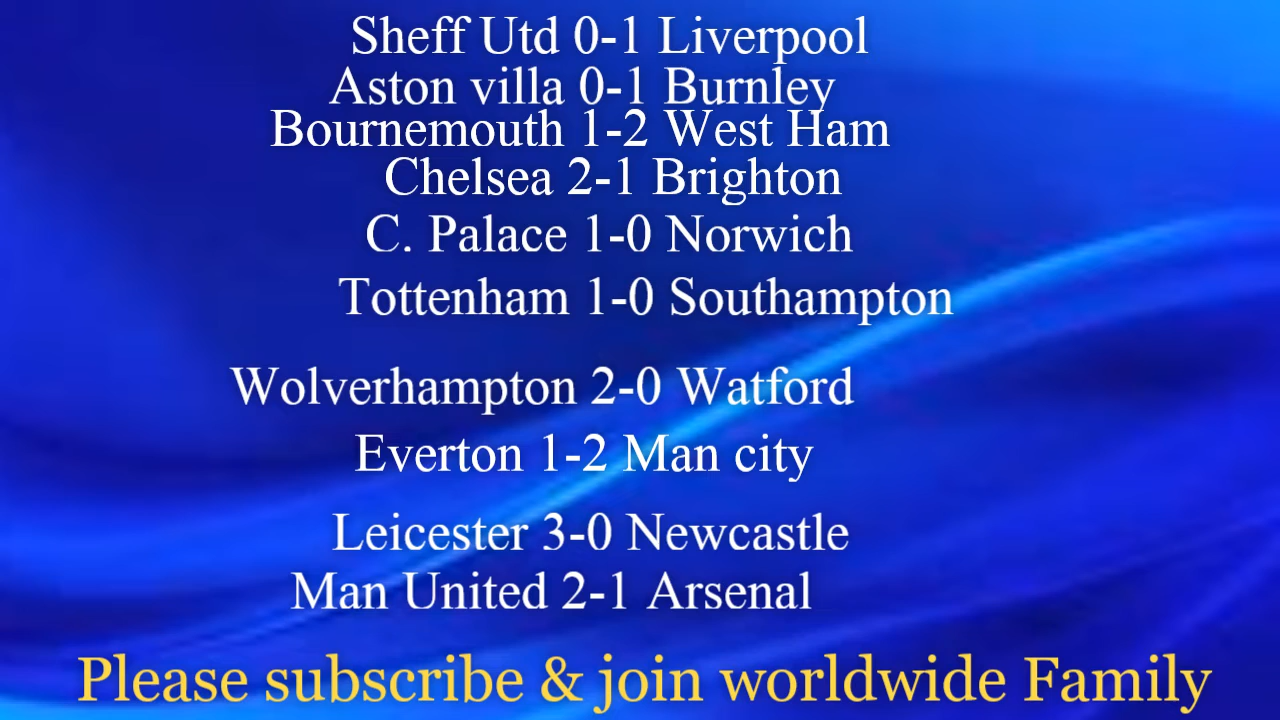 Sheff Utd 0-1 Liverpool
Aston villa 0-1 Burnley
Bournemouth 1-2 West Ham
Chelsea 2-1 Brighton
C. Palace 1-0 Norwich
Tottenham 1-0 Southampton
Wolverhampton 2-0 Watford
Everton 1-2 Man city
Leicester 3-0 Newcastle
Man United 2-1 Arsenal
Please subscribe & join worldwide Family